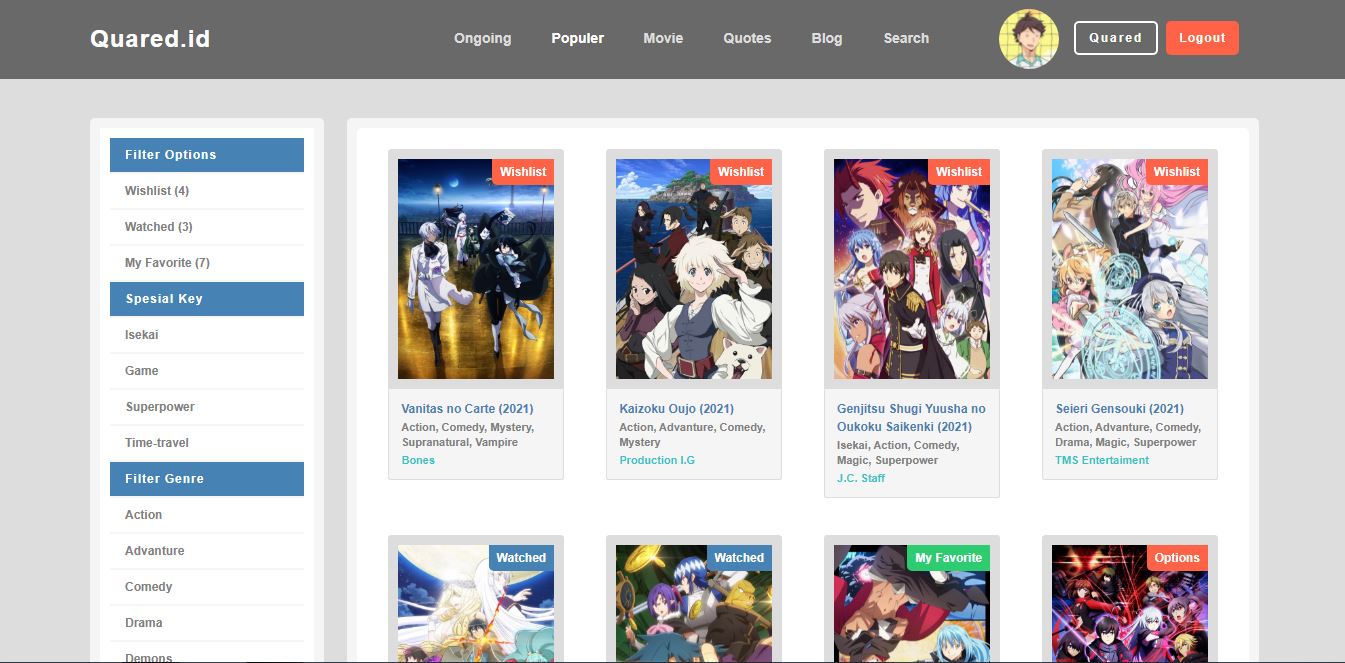 Quared.id
Ongoing
Populer
Movie
Quotes
Blog
Search
Quared
Logout
Filter Options
Wishlist (4)
Watched (3)
My Favorite (7)
Spesial Key
Isekai
Game
Superpower
Time-travel
Filter Genre
Action
Advanture
Comedy
Drama
Demons
Wishlist
Vanitas no Carte (2021)
Action, Comedy, Mystery,
Supranatural, Vampire
Bones
Wishlist
Kaizoku Oujo (2021)
Action, Advanture, Comedy,
Mystery
Production I.G
Wishlist
Genjitsu Shugi Yuusha no
Oukoku Saikenki (2021)
Isekai, Action, Comedy,
Magic, Superpower
J.C. Staff
Wishlist
Seieri Gensouki (2021)
Action, Advanture, Comedy,
Drama, Magic, Superpower
TMS Entertaiment
Watched
Watched
My Favorite
Options